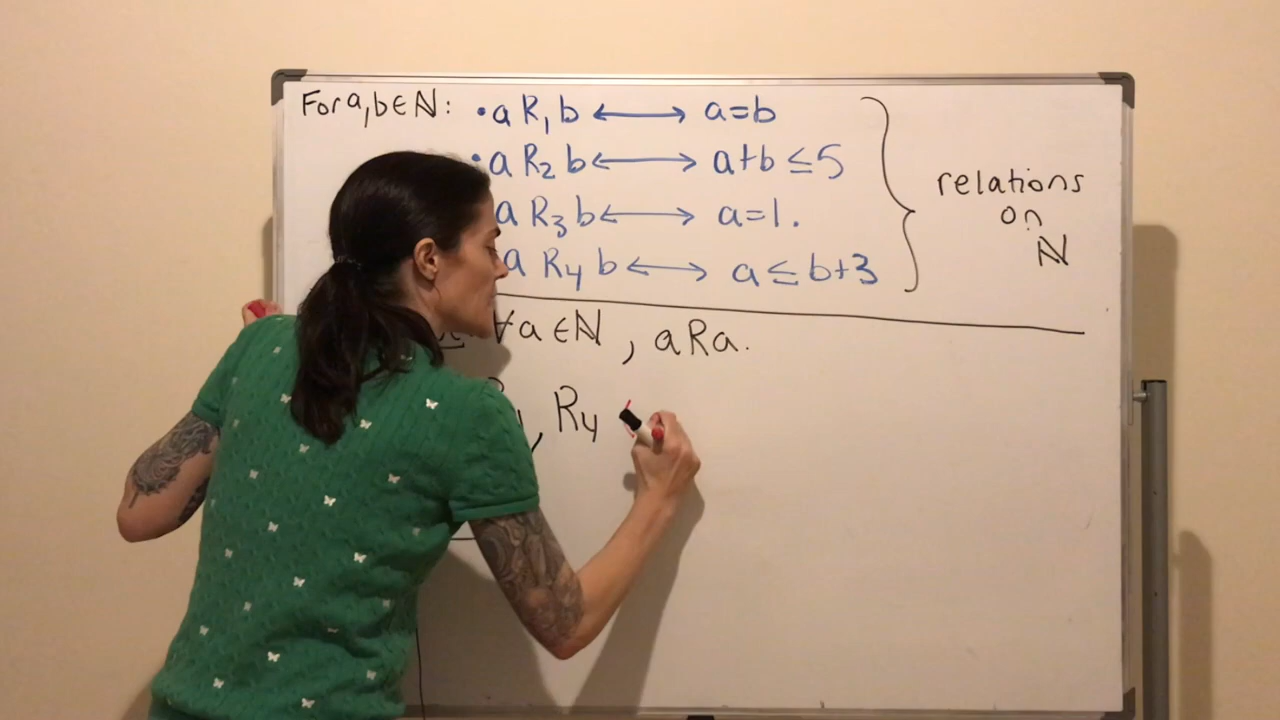 For a,b∈ℕ: •a R₁ b ⟷ a=b
•a R₂ b ⟷ a+b ≤5
a R₃ b ⟷ a=1.
a R₄ b ⟷ a ≤ b+3
relations
on
ℕ
∀a ∈ℕ, aRa.
, R₄